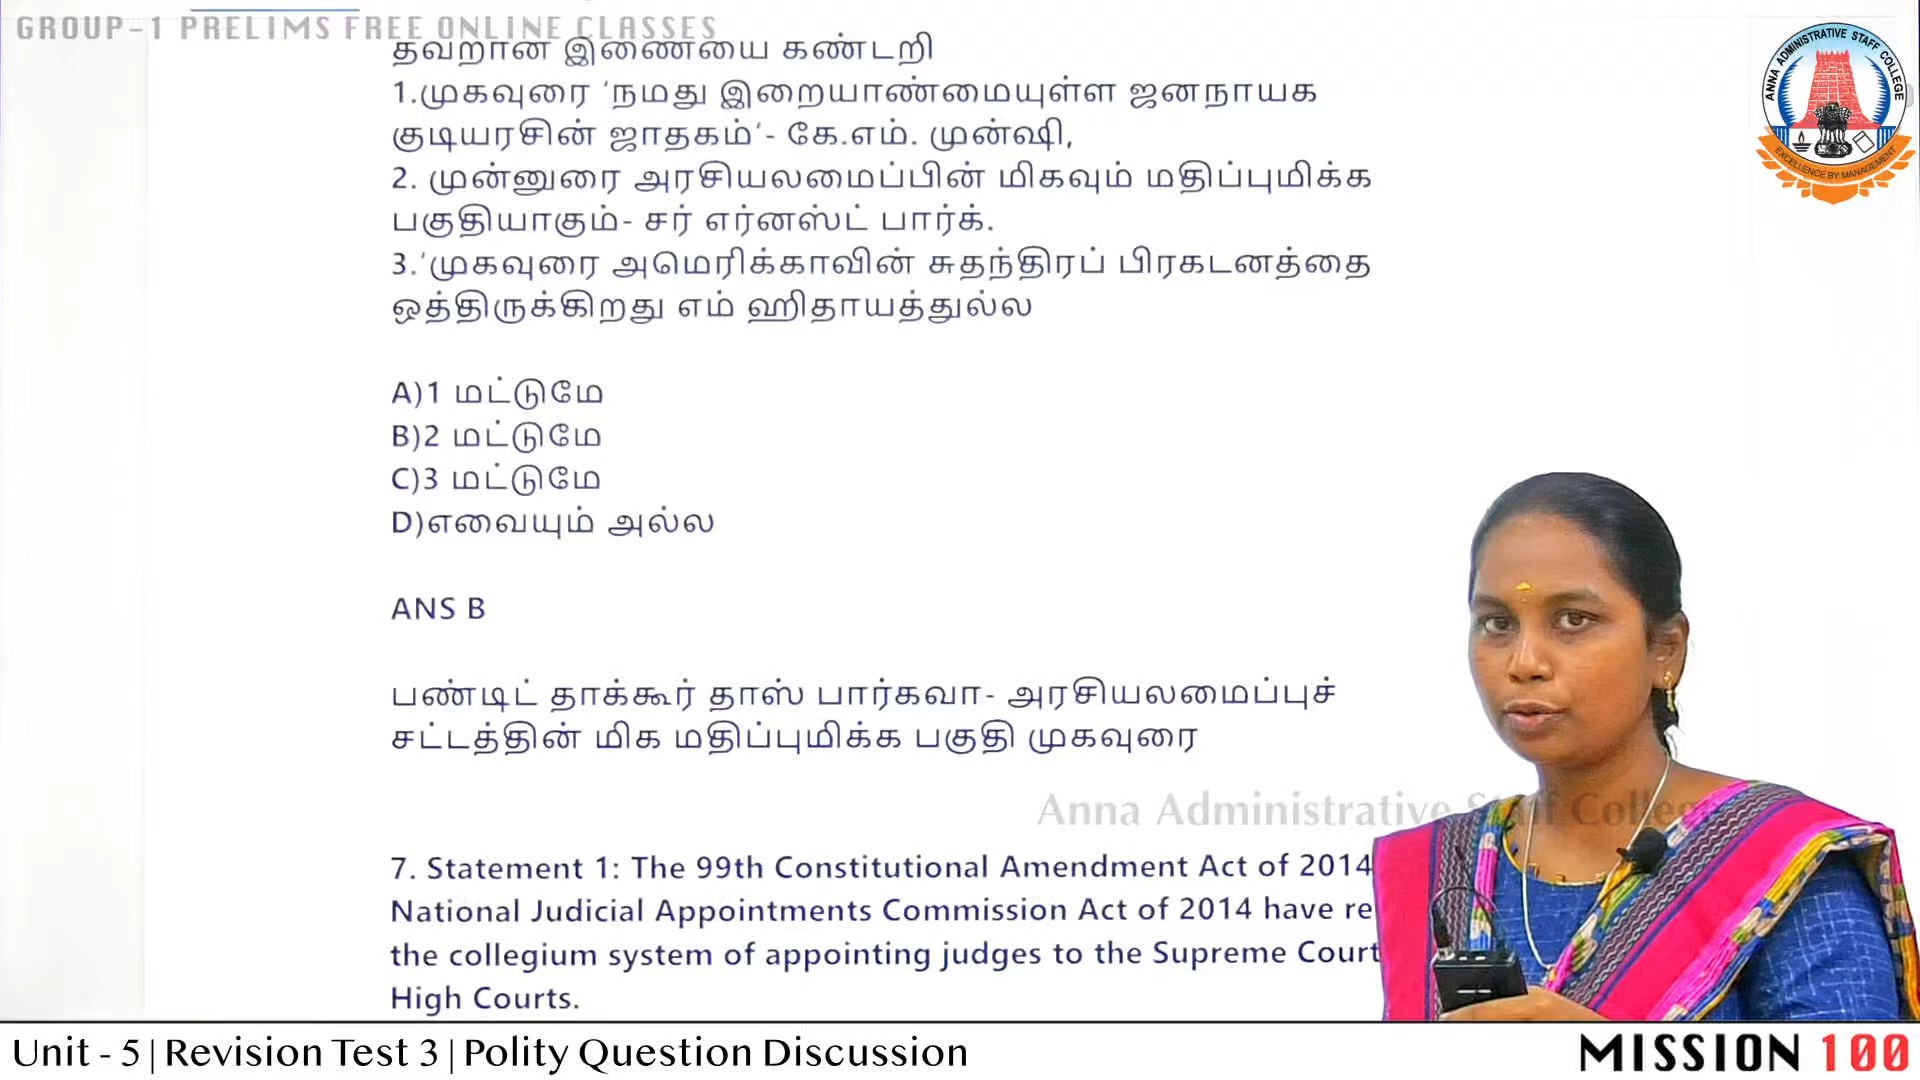 GROUP-1 PRELIMS FREE ONLINE CLASSES
தவறான இணையை கண்டறி
1.முகவுரை ‘நமது இறையாண்மையுள்ள ஜனநாயக
குடியரசின் ஜாதகம்‘- கே.எம். முன்ஷி,
2. முன்னுரை அரசியலமைப்பின் மிகவும் மதிப்புமிக்க
பகுதியாகும்- சர் எர்னஸ்ட் பார்க்.
3.‘முகவுரை அமெரிக்காவின் சுதந்திரப் பிரகடனத்தை
ஒத்திருக்கிறது எம் ஹிதாயத்துல்ல
A)1 மட்டுமே
B)2 மட்டுமே
C)3 மட்டுமே
D)எவையும் அல்ல
ANS B
பண்டிட் தாக்கூர் தாஸ் பார்கவா- அரசியலமைப்புச்
சட்டத்தின் மிக மதிப்புமிக்க பகுதி முகவுரை
Anna Administrative Staff College
7. Statement 1: The 99th Constitutional Amendment Act of 2014
National Judicial Appointments Commission Act of 2014 have re
the collegium system of appointing judges to the Supreme Court
High Courts.
ANNA ADMINISTRATIVE STAFF COLLEGE
EXCELLENCE BY MANAGEMENT
Unit - 5|Revision Test 3|Polity Question Discussion
MISSION 100